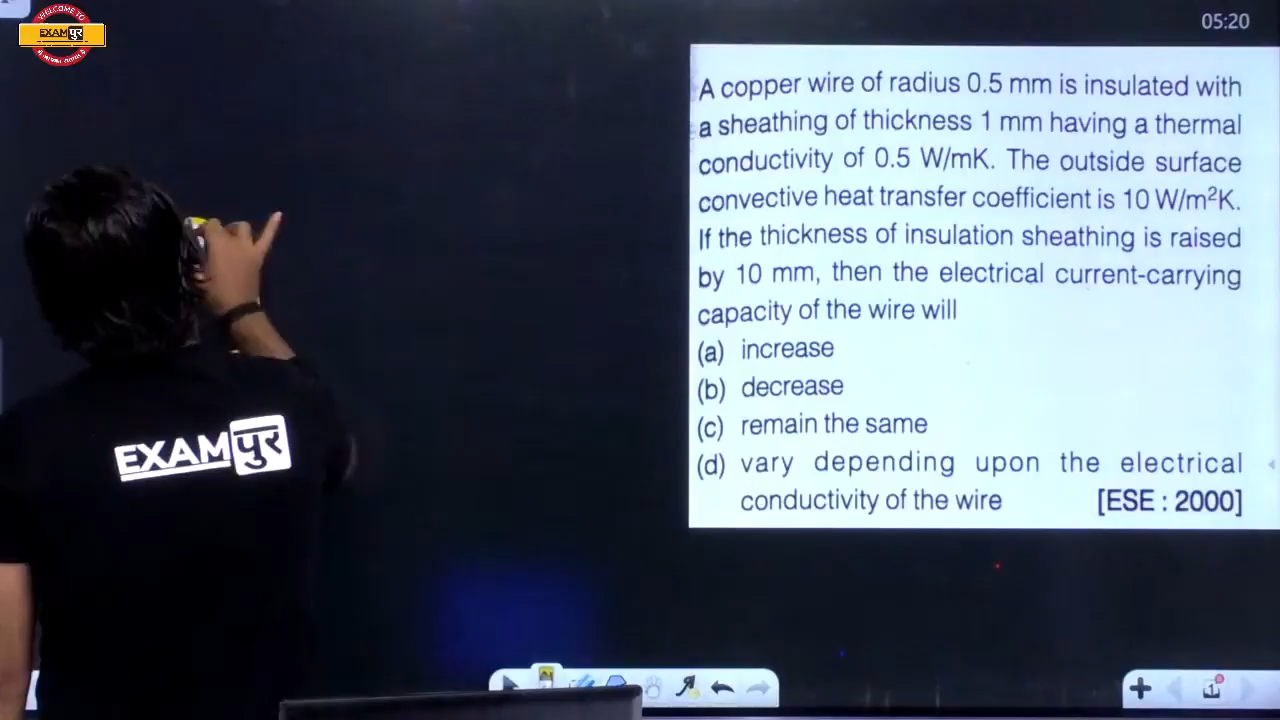 WELCOME TO
EXAMपुर
05:20
A copper wire of radius 0.5 mm is insulated with
a sheathing of thickness 1 mm having a thermal
conductivity of 0.5 W/mK. The outside surface
convective heat transfer coefficient is 10 W/m²K.
If the thickness of insulation sheathing is raised
by 10 mm, then the electrical current-carrying
capacity of the wire will
(a) increase
(b) decrease
(c) remain the same
(d) vary depending upon the electrical
conductivity of the wire [ESE : 2000]
EXAMपुर
1